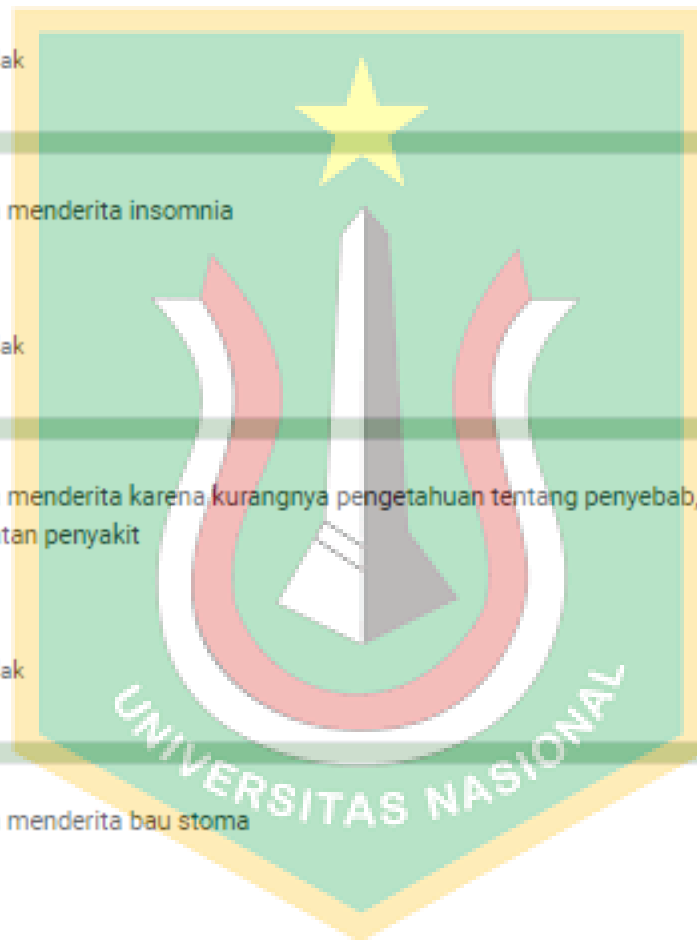 ak
menderita insomnia
ak
menderita karena kurangnya pengetahuan tentang penyebab,
tan penyakit
ak
UNIVERSITAS NASIONAL
menderita bau stoma